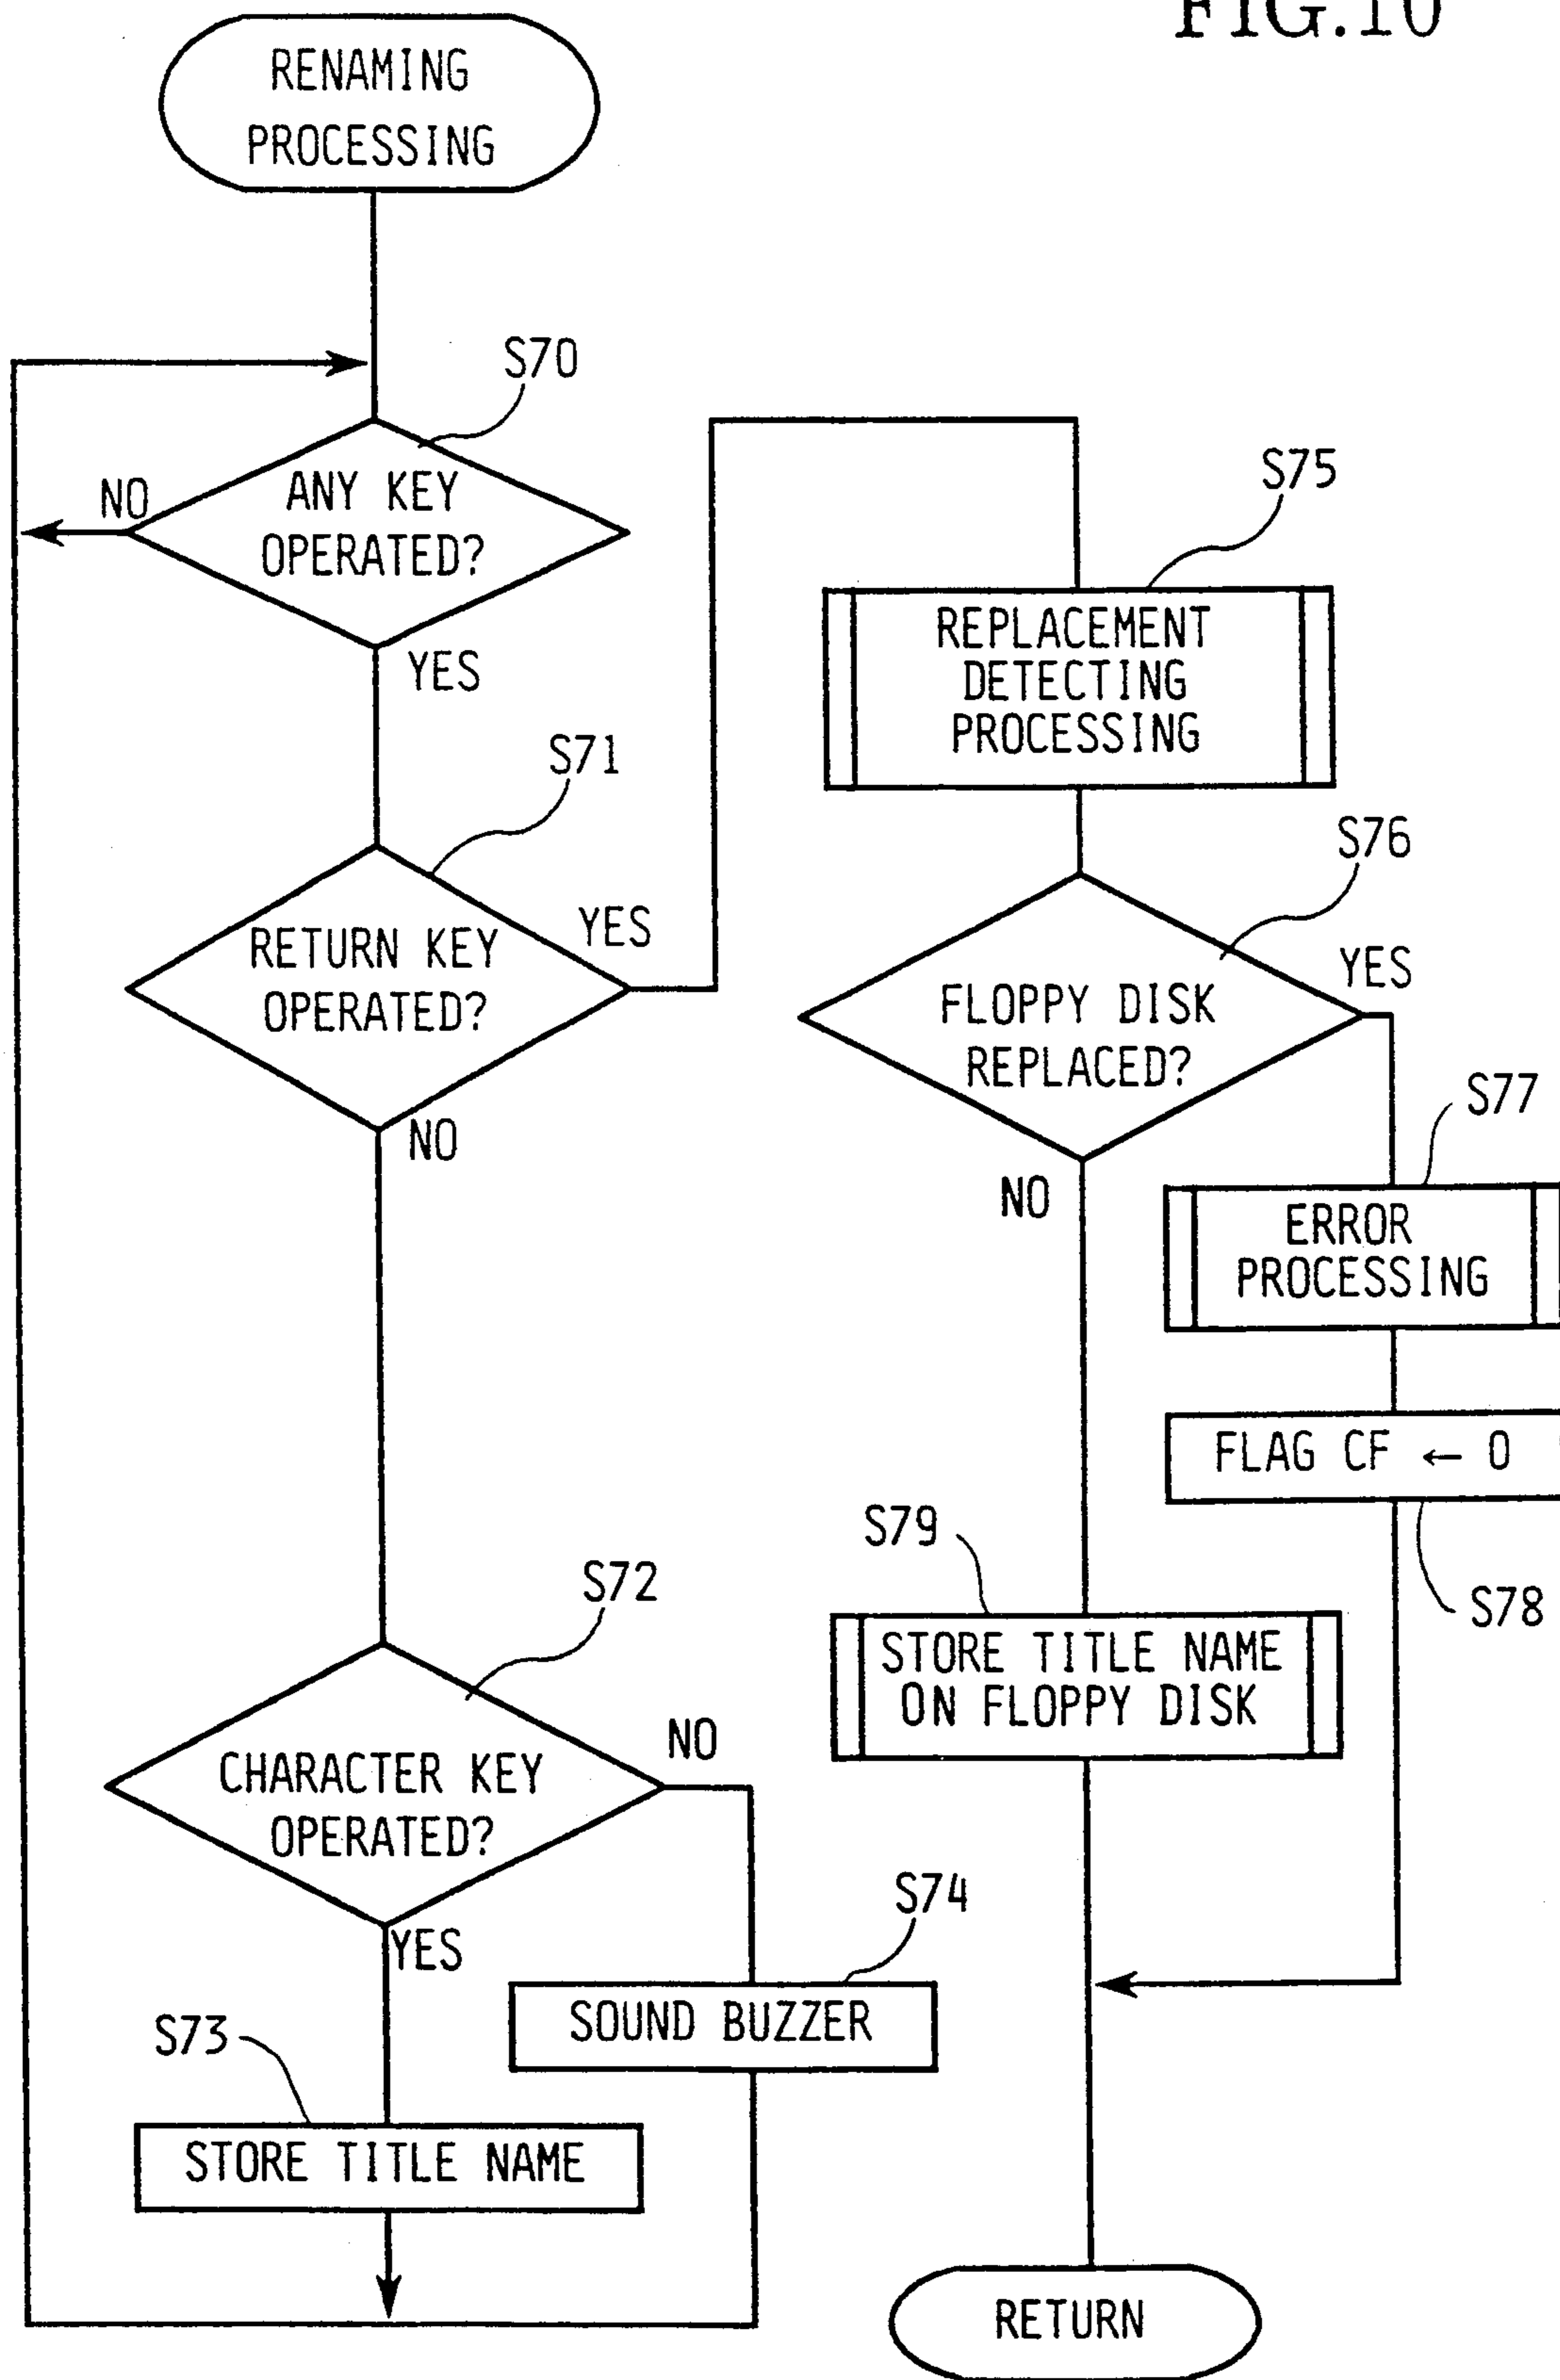 FIG.10
RENAMING
PROCESSING
S70
NO
ANY KEY
OPERATED?
YES
S71
RETURN KEY
OPERATED?
YES
NO
S72
CHARACTER KEY
OPERATED?
NO
YES
S74
SOUND BUZZER
S73
STORE TITLE NAME
S75
REPLACEMENT
DETECTING
PROCESSING
S76
FLOPPY DISK
REPLACED?
YES
NO
S77
ERROR
PROCESSING
FLAG CF ← 0
S78
S79
STORE TITLE NAME
ON FLOPPY DISK
RETURN